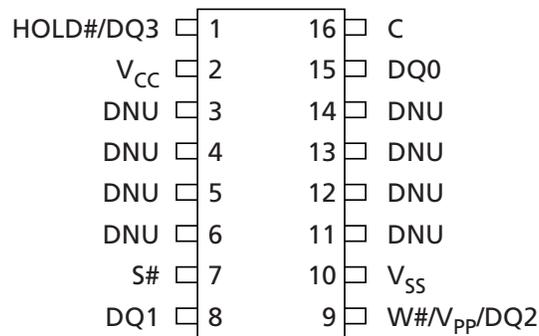 HOLD#/DQ3 1 16 C
VCC 2 15 DQ0
DNU 3 14 DNU
DNU 4 13 DNU
DNU 5 12 DNU
DNU 6 11 DNU
S# 7 10 VSS
DQ1 8 9 W#/VPP/DQ2